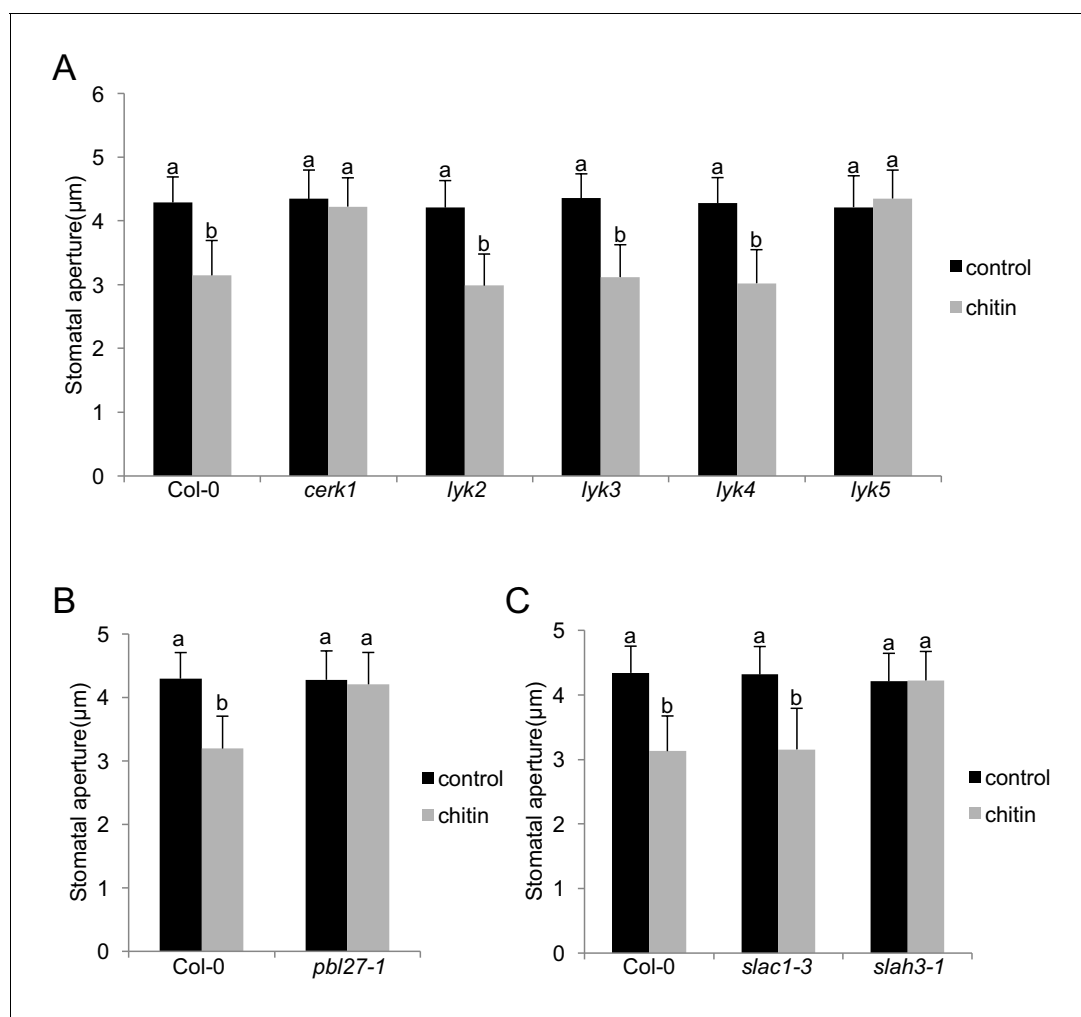 A
6
5
4
3
2
1
0
Stomatal aperture(μm)
a
b
a
a
a
b
a
b
a
b
a
a
control
chitin
Col-0
cerk1
lyk2
lyk3
lyk4
lyk5
B
5
4
3
2
1
0
Stomatal aperture(μm)
a
b
a
a
control
chitin
Col-0
pbl27-1
C
5
4
3
2
1
0
Stomatal aperture(μm)
a
b
a
b
a
a
control
chitin
Col-0
slac1-3
slah3-1